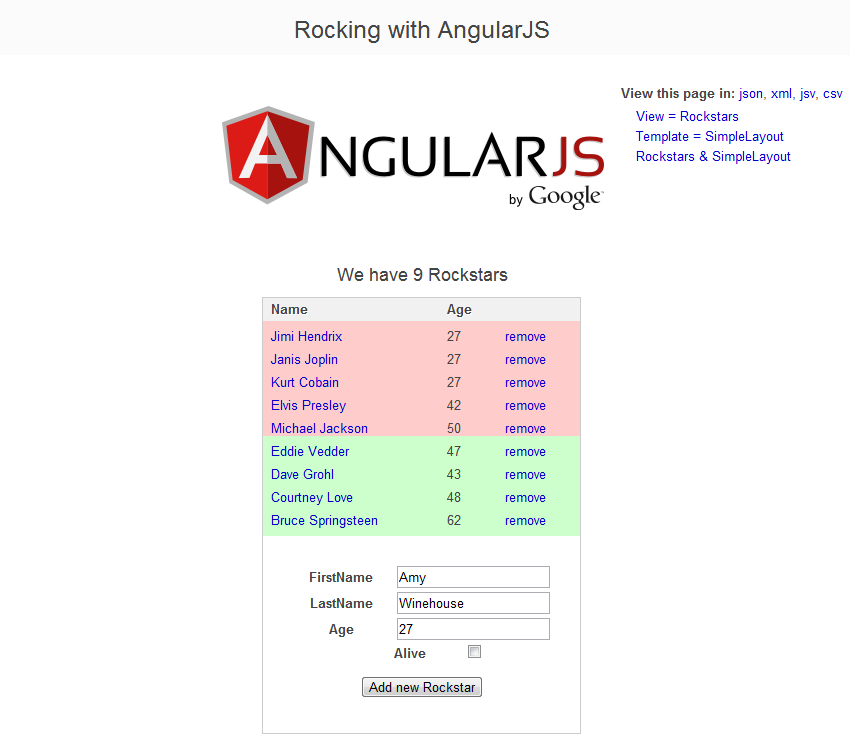 Rocking with AngularJS
View this page in: json, xml, jsv, csv
View = Rockstars
Template = SimpleLayout
Rockstars & SimpleLayout
ANGULARJS
by Google
We have 9 Rockstars
Name Age
Jimi Hendrix 27 remove
Janis Joplin 27 remove
Kurt Cobain 27 remove
Elvis Presley 42 remove
Michael Jackson 50 remove
Eddie Vedder 47 remove
Dave Grohl 43 remove
Courtney Love 48 remove
Bruce Springsteen 62 remove
FirstName Amy
LastName Winehouse
Age 27
Alive
Add new Rockstar